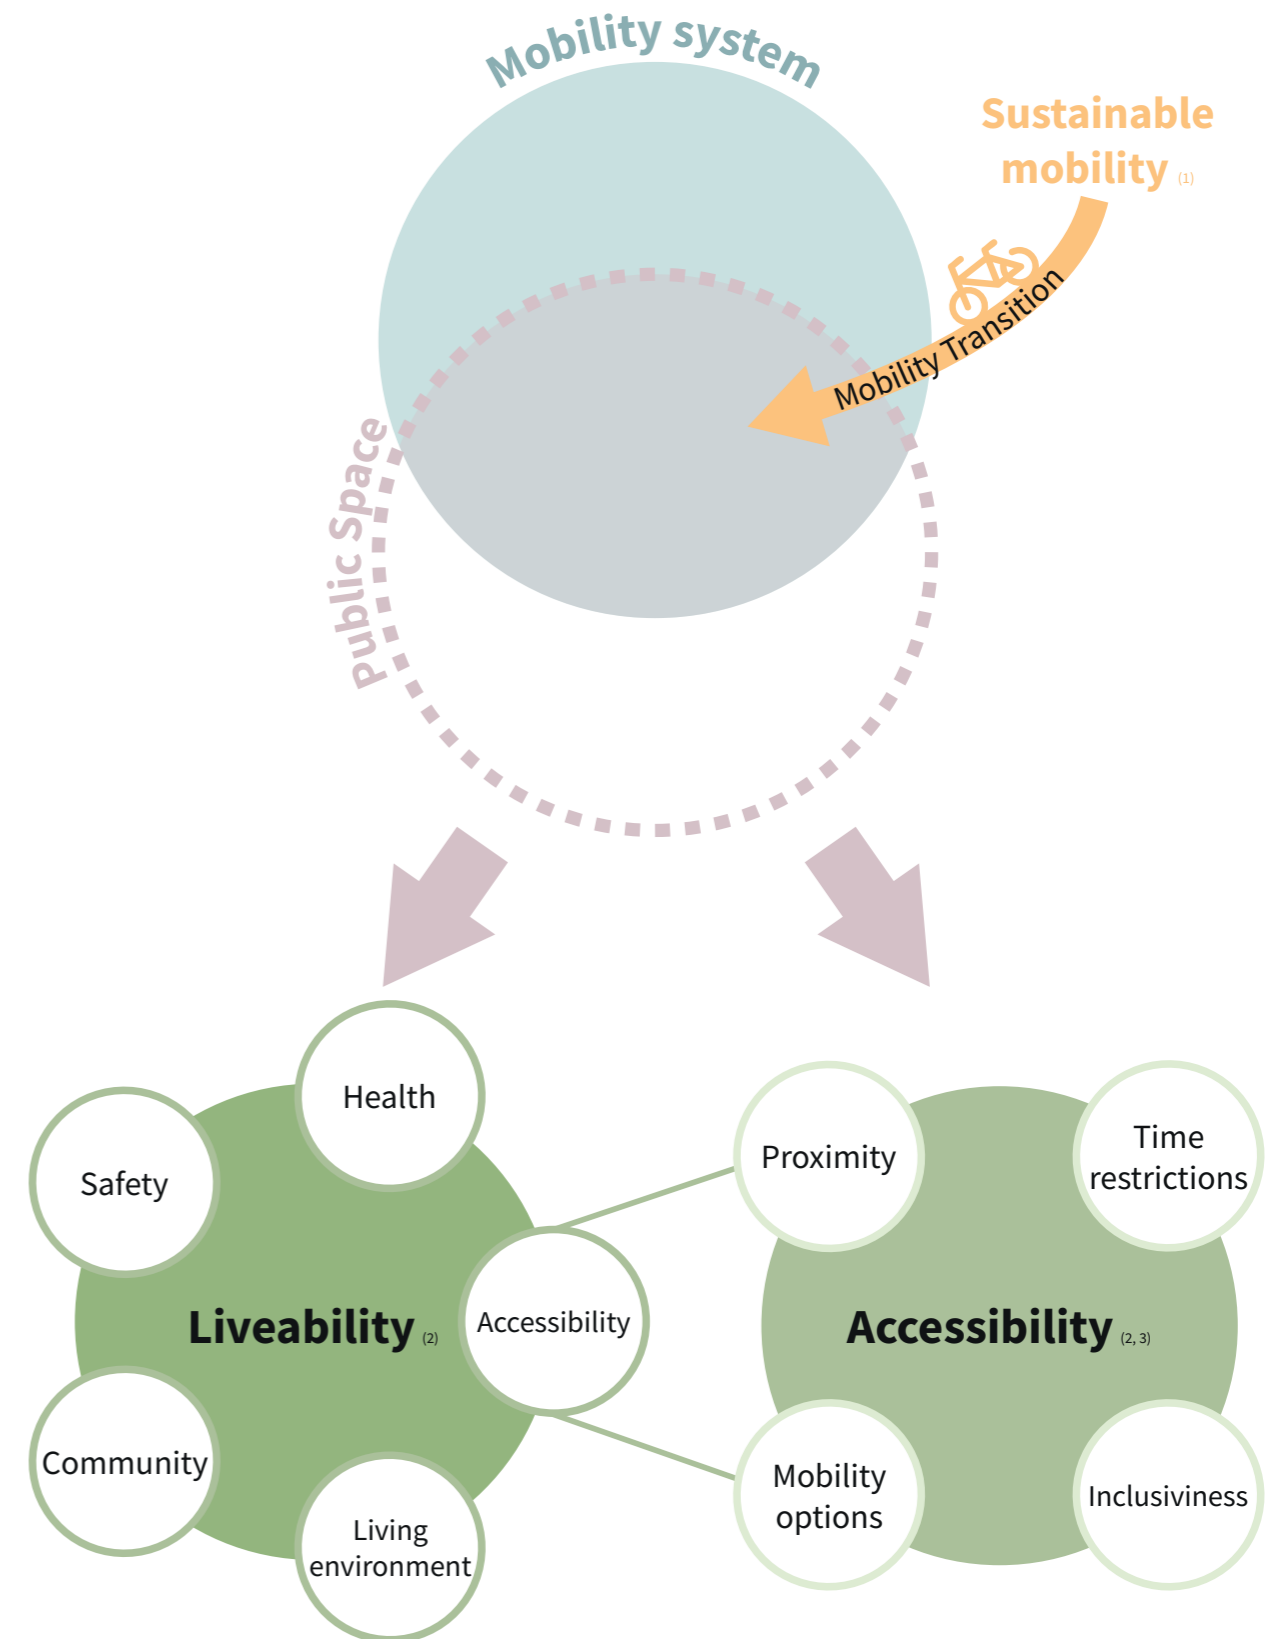 Mobility system
Sustainable
mobility (1)
Mobility Transition
Public Space
Health
Safety
Proximity
Time
restrictions
Liveability (2)
Accessibility
Accessibility (2, 3)
Community
Living
environment
Mobility
options
Inclusiviness